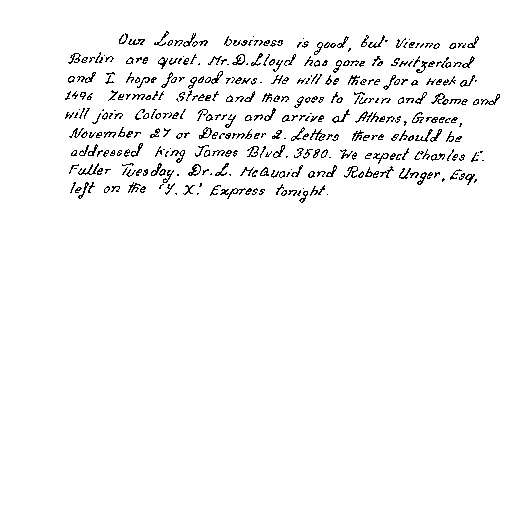 Our London business is good, but Vienna and
Berlin are quiet. Mr. D. Lloyd has gone to Switzerland
and I hope for good news. He will be there for a week at
1496 Zermott Street and then goes to Turin and Rome and
will join Colonel Parry and arrive at Athens, Greece,
November 27 or December 2. Letters there should be
addressed King James Blvd. 3580. We expect Charles E.
Fuller Tuesday. Dr. L. McQuaid and Robert Unger, Esq,
left on the "Y. X." Express tonight.